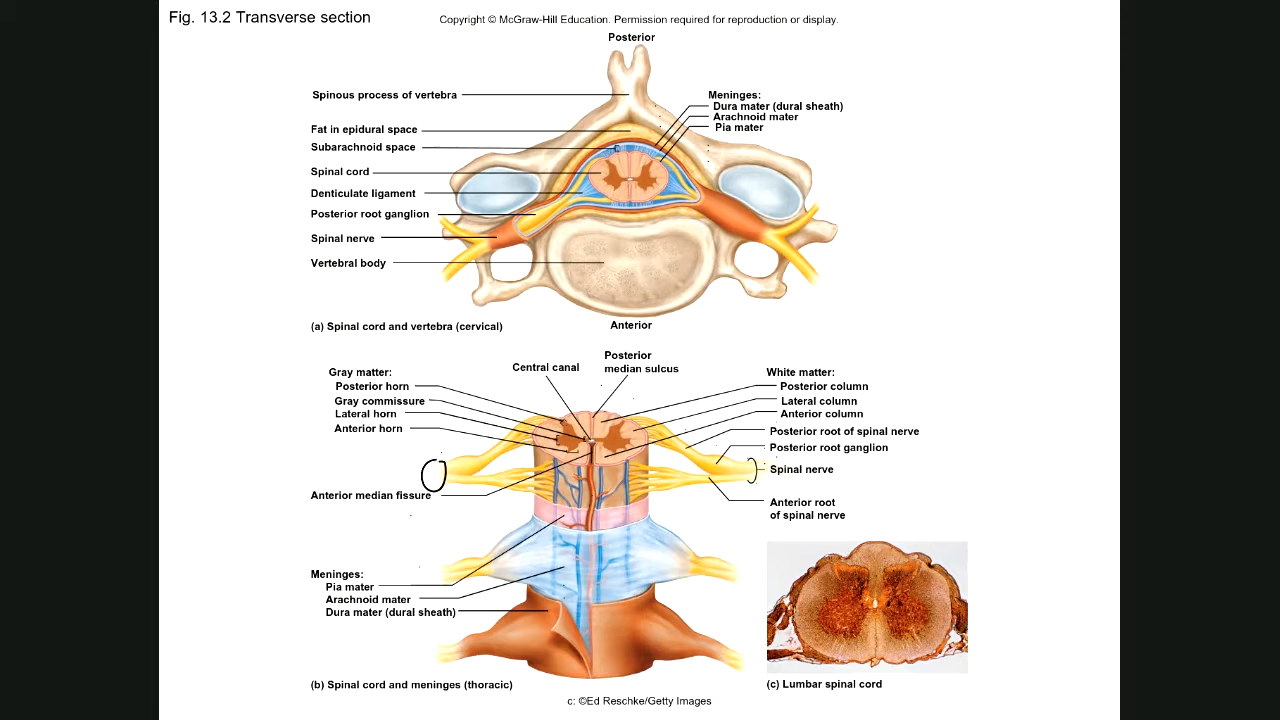 Fig. 13.2 Transverse section
Copyright © McGraw-Hill Education. Permission required for reproduction or display.
Posterior
Spinous process of vertebra
Fat in epidural space
Subarachnoid space
Spinal cord
Denticulate ligament
Posterior root ganglion
Spinal nerve
Vertebral body
Meninges:
Dura mater (dural sheath)
Arachnoid mater
Pia mater
(a) Spinal cord and vertebra (cervical)
Anterior
Gray matter:
Posterior horn
Gray commissure
Lateral horn
Anterior horn
Central canal
Posterior
median sulcus
White matter:
Posterior column
Lateral column
Anterior column
Posterior root of spinal nerve
Posterior root ganglion
Spinal nerve
Anterior root
of spinal nerve
Anterior median fissure
Meninges:
Pia mater
Arachnoid mater
Dura mater (dural sheath)
(b) Spinal cord and meninges (thoracic)
(c) Lumbar spinal cord
c: ©Ed Reschke/Getty Images